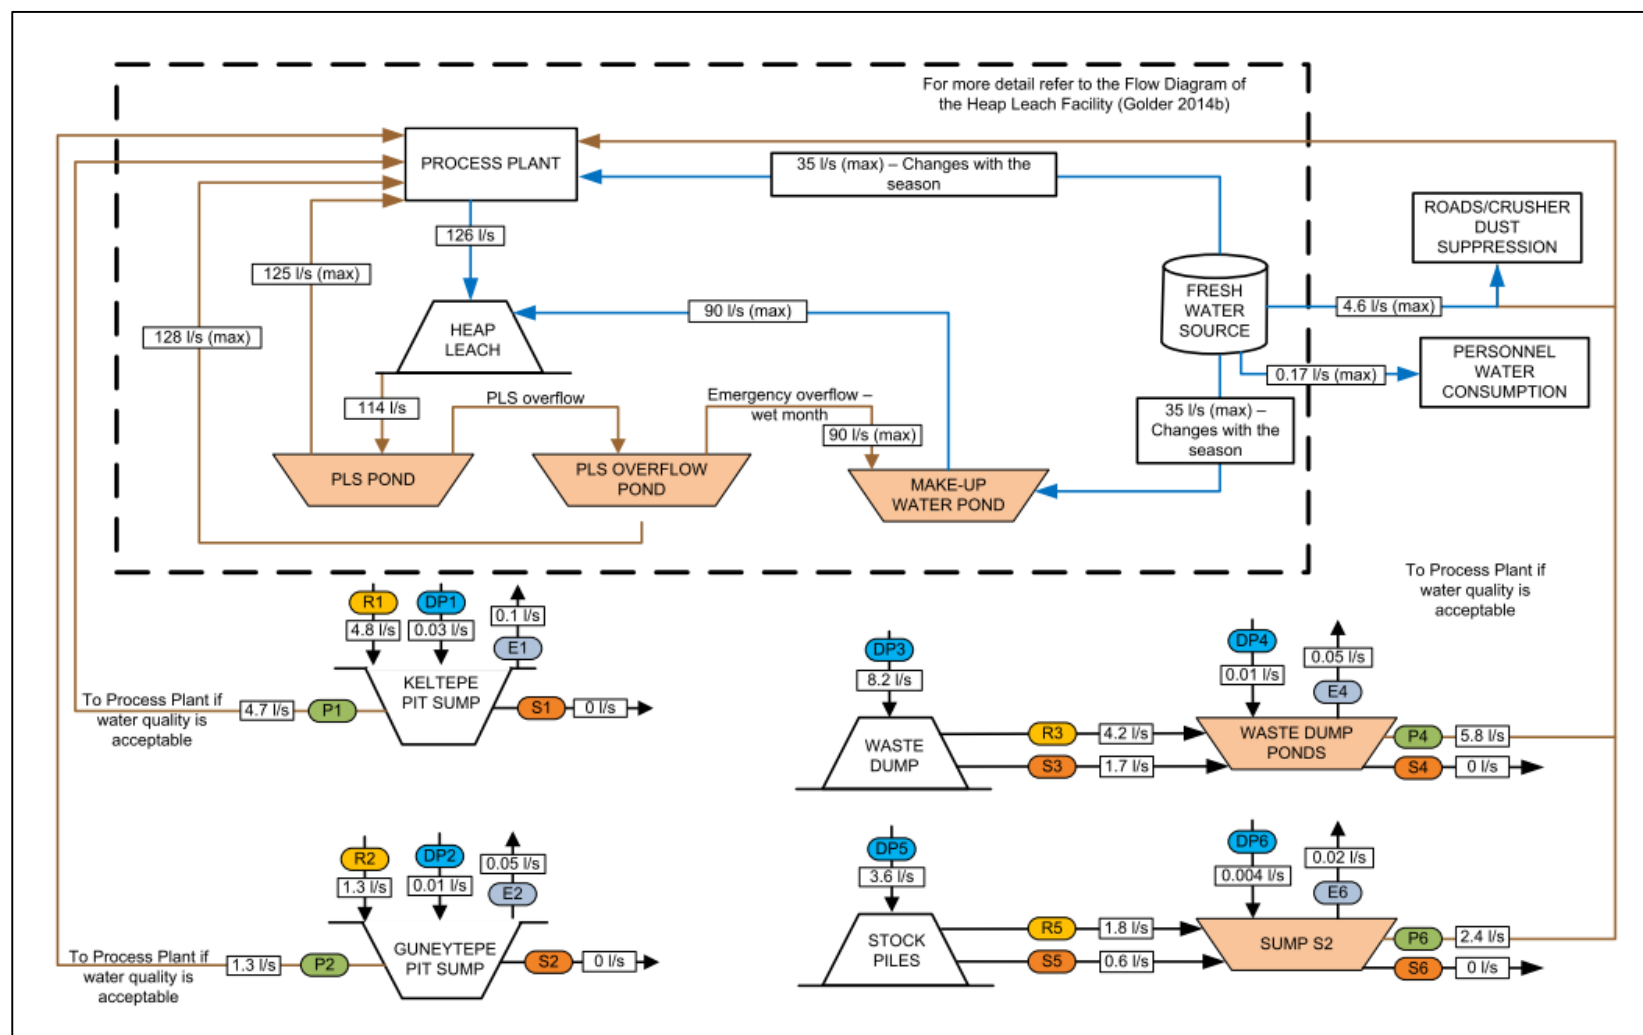 For more detail refer to the Flow Diagram of
the Heap Leach Facility (Golder 2014b)
PROCESS PLANT
35 l/s (max) – Changes with the
season
ROADS/CRUSHER
DUST
SUPPRESSION
126 l/s
125 l/s (max)
FRESH
WATER
SOURCE
4.6 l/s (max)
90 l/s (max)
HEAP
LEACH
128 l/s (max)
PERSONNEL
WATER
CONSUMPTION
0.17 l/s (max)
114 l/s
PLS overflow
Emergency overflow –
wet month
90 l/s (max)
35 l/s (max) –
Changes with the
season
PLS POND
PLS OVERFLOW
POND
MAKE-UP
WATER POND
To Process Plant if
water quality is
acceptable
R1
4.8 l/s
DP1
0.03 l/s
0.1 l/s
E1
KELTEPE
PIT SUMP
To Process Plant if
water quality is
acceptable
4.7 l/s
P1
S1
0 l/s
DP3
8.2 l/s
DP4
0.01 l/s
0.05 l/s
E4
WASTE
DUMP
R3
4.2 l/s
S3
1.7 l/s
WASTE DUMP
PONDS
P4
5.8 l/s
S4
0 l/s
R2
1.3 l/s
DP2
0.01 l/s
0.05 l/s
E2
GUNEYTEPE
PIT SUMP
To Process Plant if
water quality is
acceptable
1.3 l/s
P2
S2
0 l/s
DP5
3.6 l/s
DP6
0.004 l/s
0.02 l/s
E6
STOCK
PILES
R5
1.8 l/s
S5
0.6 l/s
SUMP S2
P6
2.4 l/s
S6
0 l/s